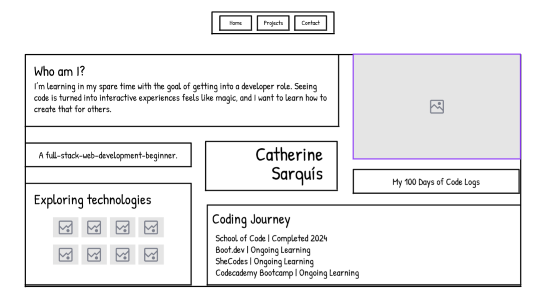 Home
Projects
Contact
Who am I?
I'm learning in my spare time with the goal of getting into a developer role. Seeing
code is turned into interactive experiences feels like magic, and I want to learn how to
create that for others.
A full-stack-web-development-beginner.
Catherine
Sarquís
My 100 Days of Code Logs
Exploring technologies
Coding Journey
School of Code | Completed 2024
Boot.dev | Ongoing Learning
SheCodes | Ongoing Learning
Codecademy Bootcamp | Ongoing Learning